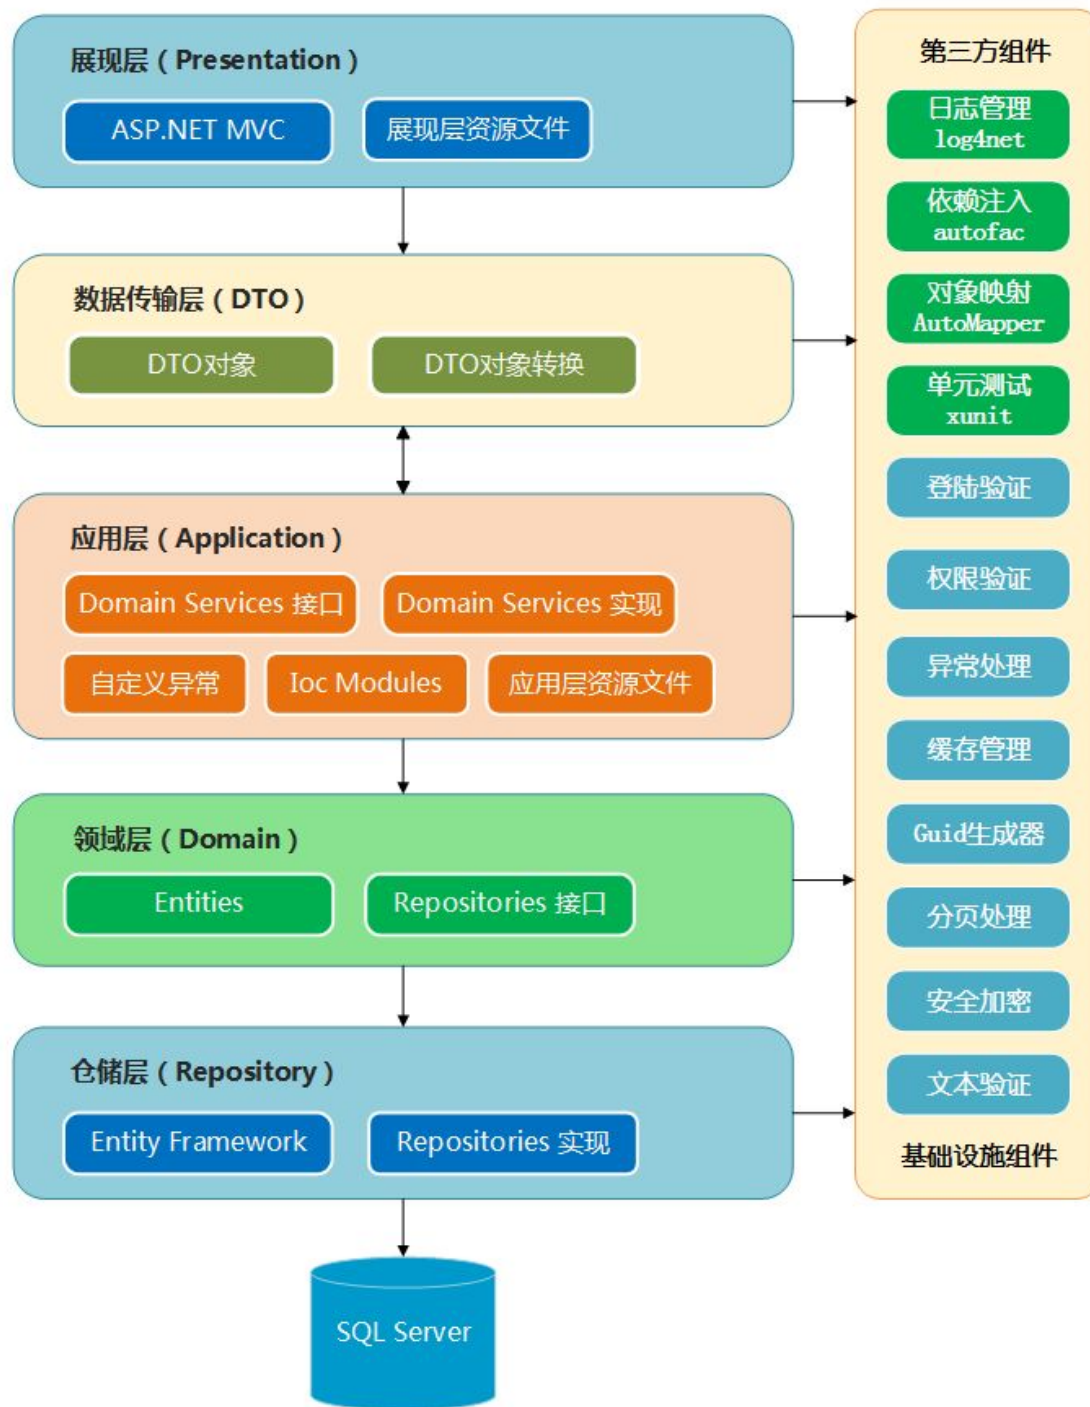 展现层（Presentation）
ASP.NET MVC
展现层资源文件
数据传输层（DTO）
DTO对象
DTO对象转换
应用层（Application）
Domain Services 接口
Domain Services 实现
自定义异常
Ioc Modules
应用层资源文件
领域层（Domain）
Entities
Repositories 接口
仓储层（Repository）
Entity Framework
Repositories 实现
SQL Server
第三方组件
日志管理
log4net
依赖注入
autofac
对象映射
AutoMapper
单元测试
xunit
登陆验证
权限验证
异常处理
缓存管理
Guid生成器
分页处理
安全加密
文本验证
基础设施组件